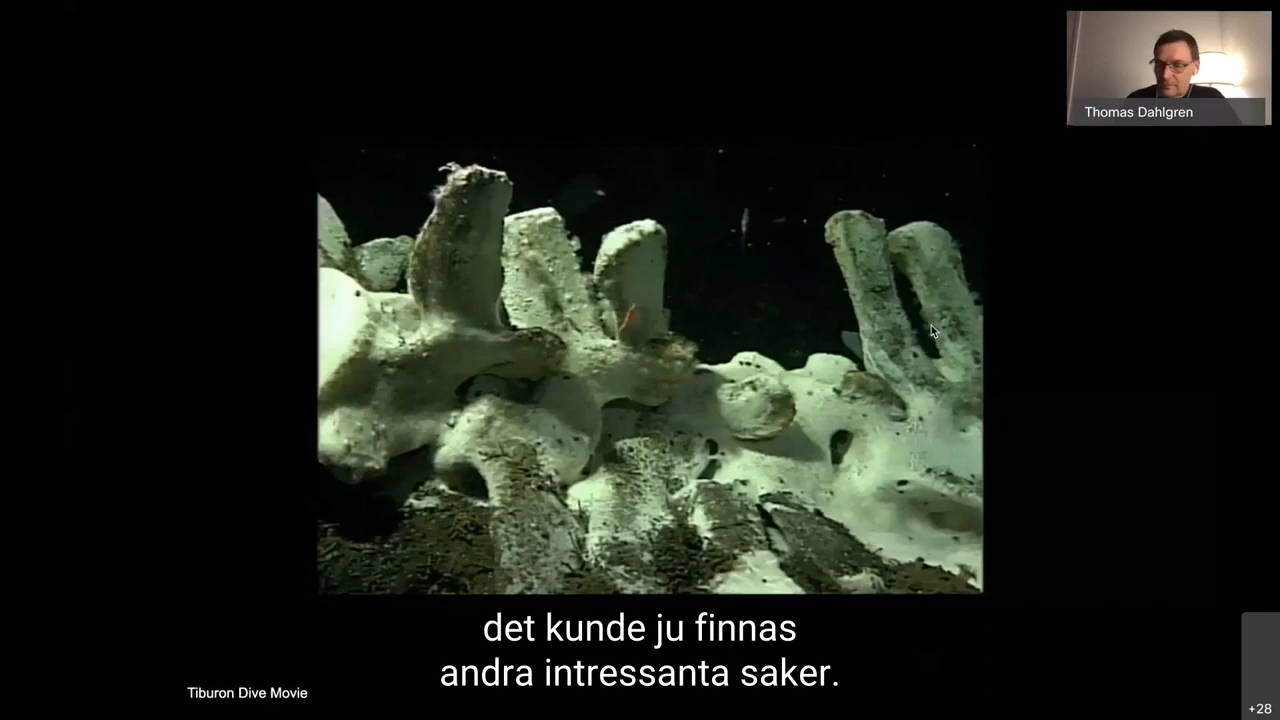 Thomas Dahlgren
det kunde ju finnas
andra intressanta saker.
Tiburon Dive Movie
+28